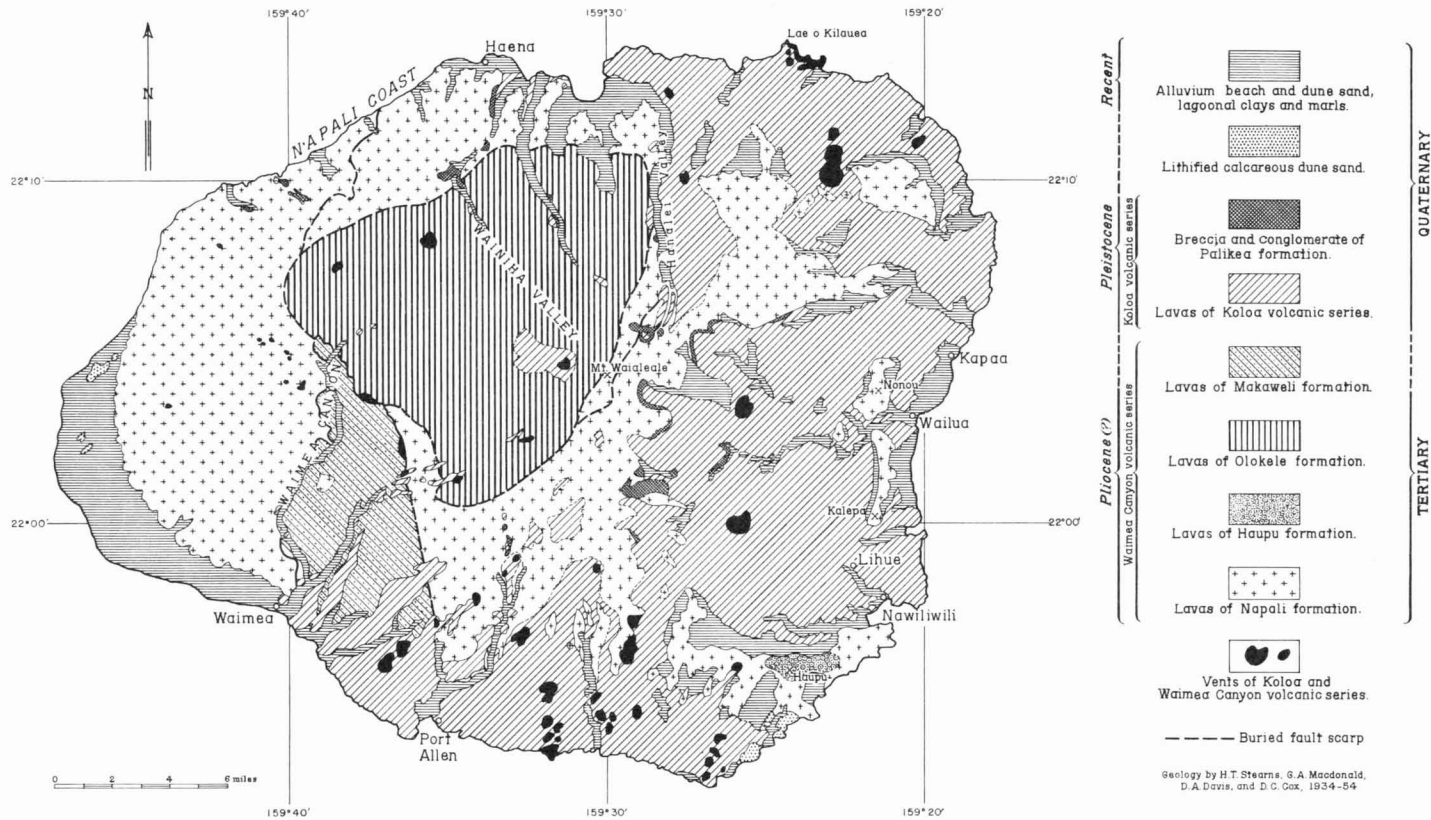 159°40'
159°30'
159°20'
Lae o Kilauea
Haena
N
NAPALI COAST
Hanalei Valley
22°10'
22°10'
WAINIHA VALLEY
Kapaa
Mt. Waialeale
Nonou
WAIMEA CANYON
Wailua
Kalepa
22°00'
22°00'
Lihue
Waimea
Nawiliwili
Haupu
Port
Allen
0 2 4 6 miles
159°40'
159°30'
159°20'
Recent
Pleistocene
Koloa volcanic series
Pliocene (?)
Waimea Canyon volcanic series
QUATERNARY
TERTIARY
Alluvium beach and dune sand,
lagoonal clays and marls.
Lithified calcareous dune sand.
Breccia and conglomerate of
Palikea formation.
Lavas of Koloa volcanic series.
Lavas of Makaweli formation.
Lavas of Olokele formation.
Lavas of Haupu formation.
Lavas of Napali formation.
Vents of Koloa and
Waimea Canyon volcanic series.
Buried fault scarp
Geology by H.T. Stearns, G.A. Macdonald,
D.A. Davis, and D.C. Cox, 1934-54